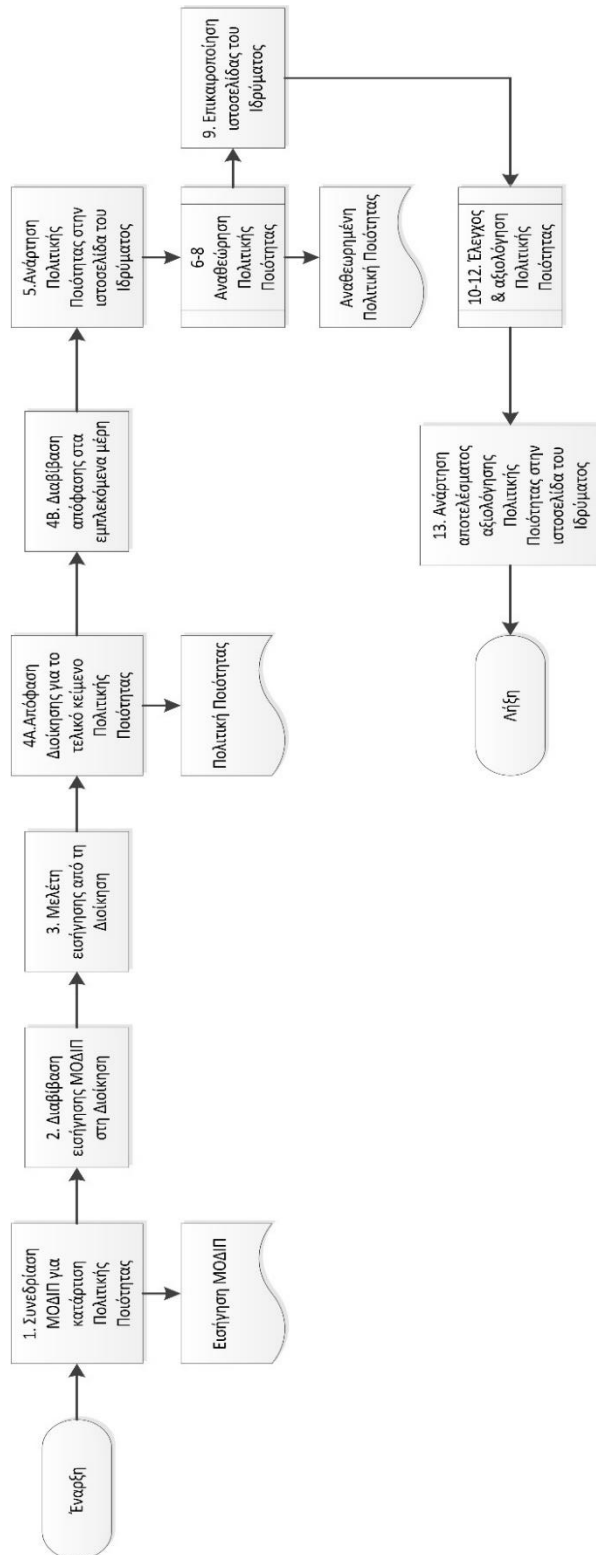 Έναρξη
1. Συνεδρίαση
ΜΟΔΙΠ για
κατάρτιση
Πολιτικής
Ποιότητας
Εισήγηση ΜΟΔΙΠ
2. Διαβίβαση
εισήγησης ΜΟΔΙΠ
στη Διοίκηση
3. Μελέτη
εισήγησης από τη
Διοίκηση
4Α.Απόφαση
Διοίκησης για το
τελικό κείμενο
Πολιτικής
Ποιότητας
Πολιτική Ποιότητας
4Β. Διαβίβαση
απόφασης στα
εμπλεκόμενα μέρη
5.Ανάρτηση
Πολιτικής
Ποιότητας στην
ιστοσελίδα του
Ιδρύματος
6-8
Αναθεώρηση
Πολιτικής
Ποιότητας
Αναθεωρημένη
Πολιτική Ποιότητας
9. Επικαιροποίηση
ιστοσελίδας του
Ιδρύματος
10-12. Έλεγχος
& αξιολόγηση
Πολιτικής
Ποιότητας
13. Ανάρτηση
αποτελέσματος
αξιολόγησης
Πολιτικής
Ποιότητας στην
ιστοσελίδα του
Ιδρύματος
Λήξη